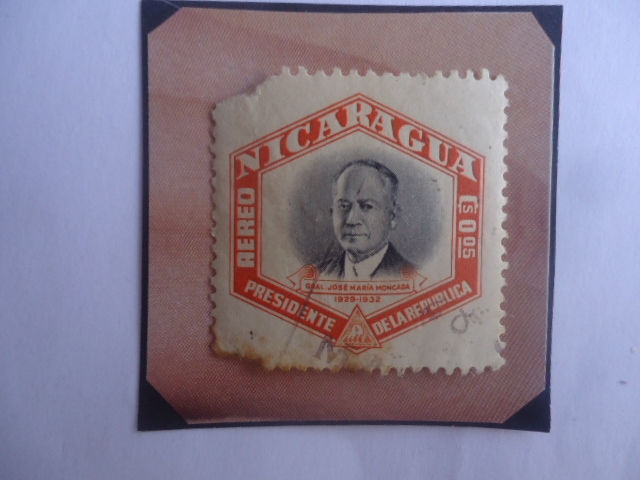 NICARAGUA
AEREO
C$ 0.05
GRAL. JOSÉ MARÍA MONCADA
1929-1932
PRESIDENTE DE LA REPUBLICA